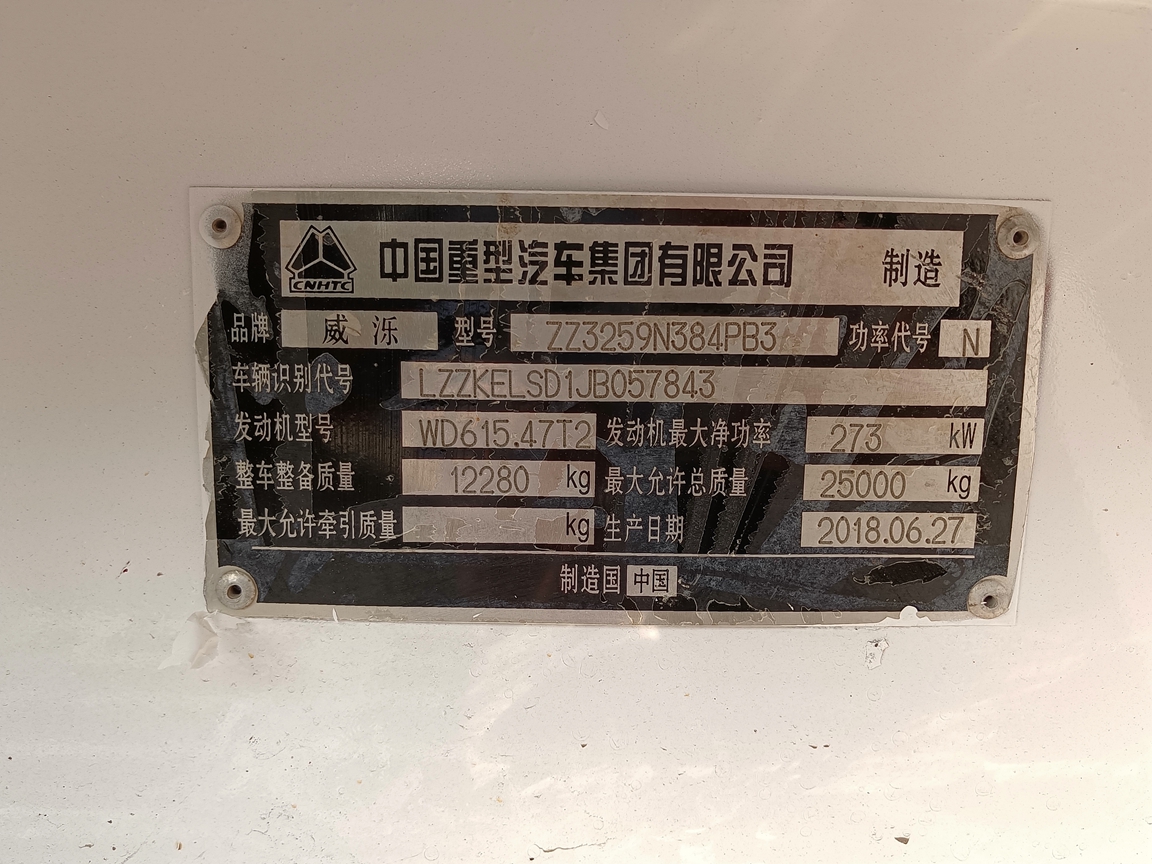 CNHTC 中国重型汽车集团有限公司 制造
品牌 威泺 型号 ZZ3259N384PB3 功率代号 N
车辆识别代号 LZZKELSD1JB057843
发动机型号 WD615.47T2 发动机最大净功率 273 kW
整车整备质量 12280 kg 最大允许总质量 25000 kg
最大允许牵引质量 kg 生产日期 2018.06.27
制造国 中国